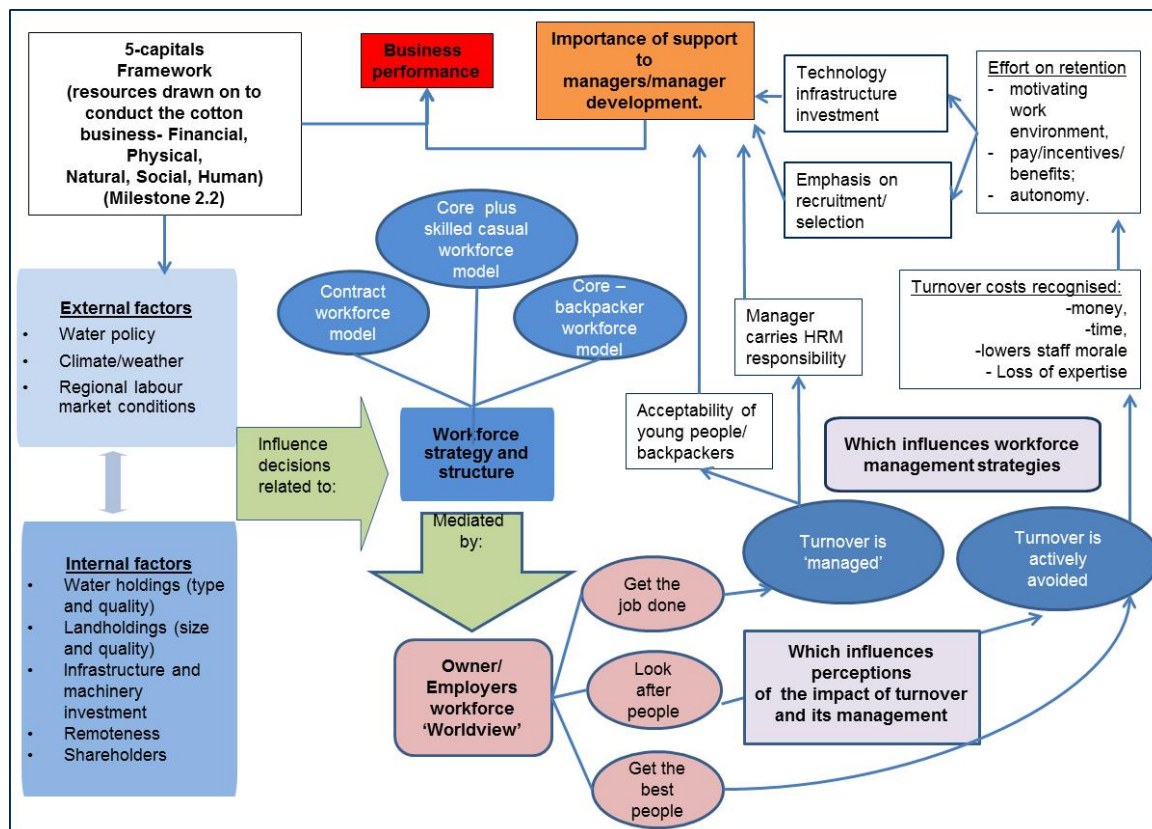 5-capitals
Framework
(resources drawn on to
conduct the cotton
business- Financial,
Physical,
Natural, Social, Human)
(Milestone 2.2)
Business
performance
Importance of support
to
managers/manager
development.
Technology
infrastructure
investment
Effort on retention
- motivating
work
environment,
- pay/incentives/
benefits;
- autonomy.
Emphasis on
recruitment/
selection
Core plus
skilled casual
workforce
model
Contract
workforce
model
Core –
backpacker
workforce
model
External factors
• Water policy
• Climate/weather
• Regional labour
market conditions
Manager
carries HRM
responsibility
Turnover costs recognised:
-money,
-time,
-lowers staff morale
- Loss of expertise
Acceptability of
young people/
backpackers
Influence
decisions
related to:
Workforce
strategy and
structure
Which influences workforce
management strategies
Mediated
by:
Internal factors
• Water holdings (type
and quality)
• Landholdings (size
and quality)
• Infrastructure and
machinery
investment
• Remoteness
• Shareholders
Turnover is
‘managed’
Turnover is
actively
avoided
Get the
job done
Owner/
Employers
workforce
‘Worldview’
Look
after
people
Which influences
perceptions
of the impact of turnover
and its management
Get the
best
people